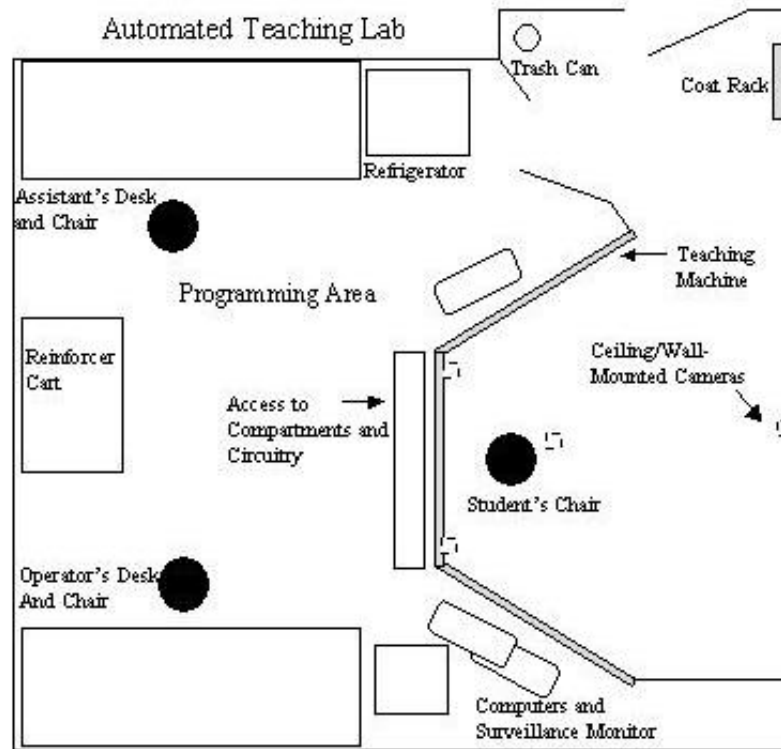 Automated Teaching Lab
Trash Can
Coat Rack
Refrigerator
Assistant's Desk
and Chair
Teaching
Machine
Programming Area
Reinforcer
Cart
Ceiling/Wall-
Mounted Cameras
Access to
Compartments and
Circuitry
Student's Chair
Operator's Desk
And Chair
Computers and
Surveillance Monitor